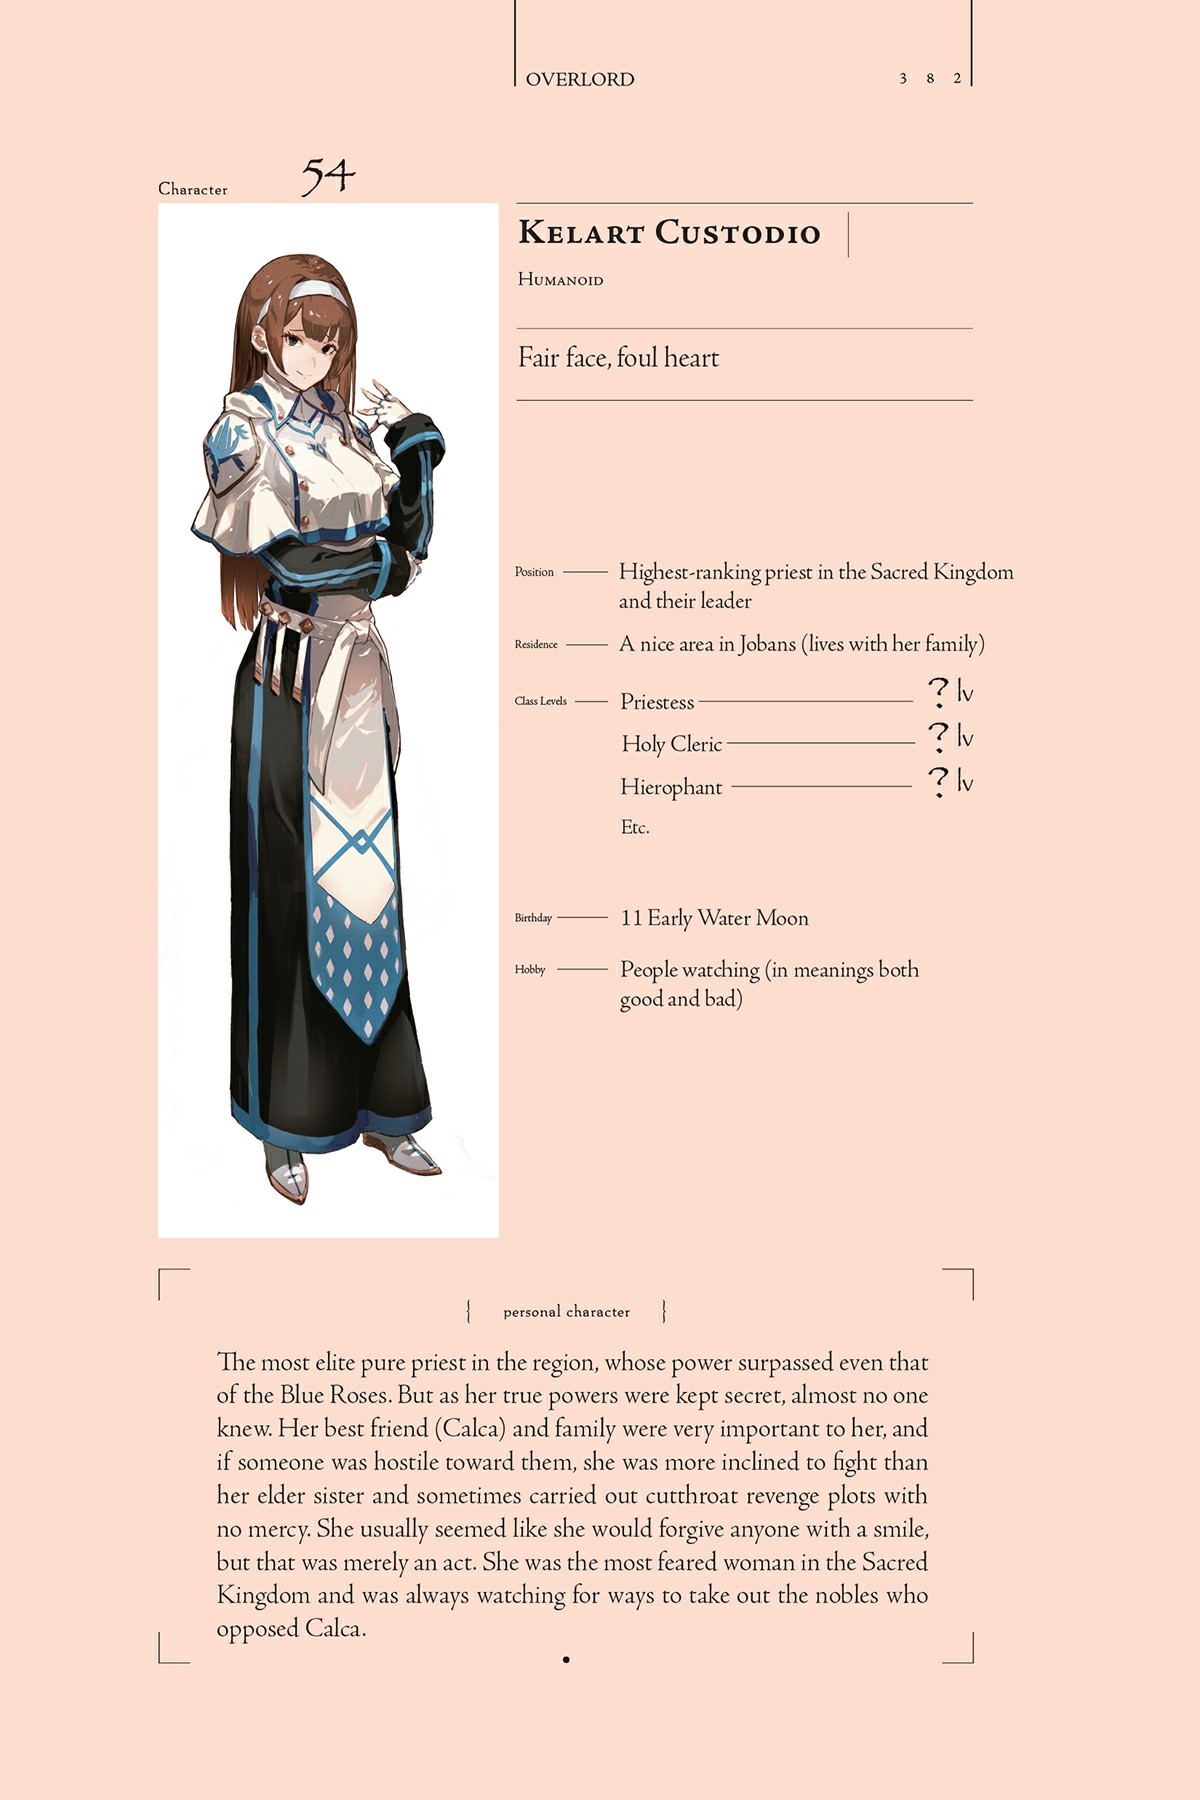 OVERLORD
3 8 2
Character
54
KELART CUSTODIO
HUMANOID
Fair face, foul heart
Position
Highest-ranking priest in the Sacred Kingdom
and their leader
Residence
A nice area in Jobans (lives with her family)
Class Levels
Priestess ? lv
Holy Cleric ? lv
Hierophant ? lv
Etc.
Birthday
11 Early Water Moon
Hobby
People watching (in meanings both
good and bad)
{ personal character }
The most elite pure priest in the region, whose power surpassed even that
of the Blue Roses. But as her true powers were kept secret, almost no one
knew. Her best friend (Calca) and family were very important to her, and
if someone was hostile toward them, she was more inclined to fight than
her elder sister and sometimes carried out cutthroat revenge plots with
no mercy. She usually seemed like she would forgive anyone with a smile,
but that was merely an act. She was the most feared woman in the Sacred
Kingdom and was always watching for ways to take out the nobles who
opposed Calca.